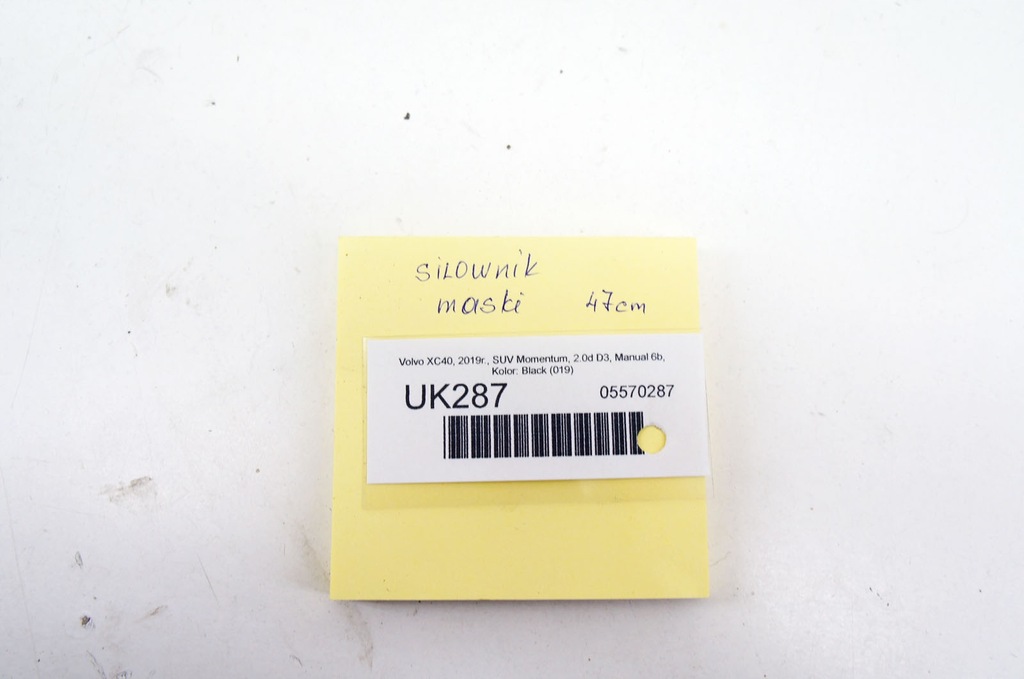 SiŁOWNiK
maski 47cm
Volvo XC40, 2019r., SUV Momentum, 2.0d D3, Manual 6b,
Kolor: Black (019)
UK287 05570287